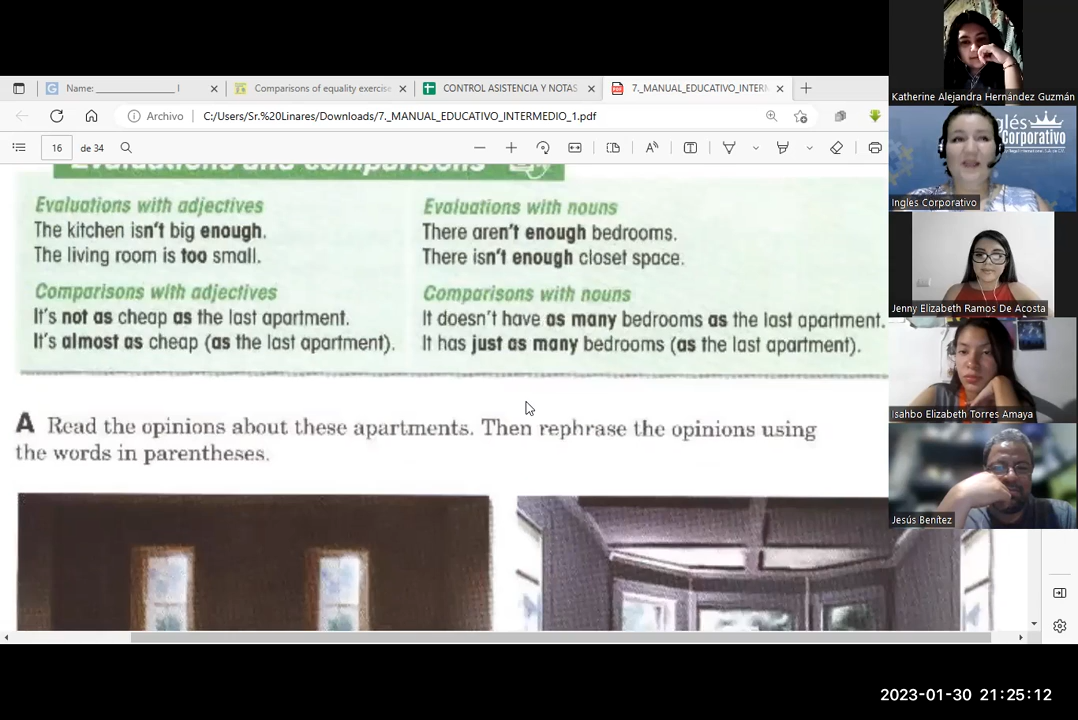 Name: ______________ I
Comparisons of equality exercise
CONTROL ASISTENCIA Y NOTAS
7._MANUAL_EDUCATIVO_INTERM
Archivo
C:/Users/Sr.%20Linares/Downloads/7._MANUAL_EDUCATIVO_INTERMEDIO_1.pdf
16
de 34
Evaluations and comparisons
Evaluations with adjectives
The kitchen isn't big enough.
The living room is too small.
Evaluations with nouns
There aren't enough bedrooms.
There isn't enough closet space.
Comparisons with adjectives
It's not as cheap as the last apartment.
It's almost as cheap (as the last apartment).
Comparisons with nouns
It doesn't have as many bedrooms as the last apartment.
It has just as many bedrooms (as the last apartment).
A Read the opinions about these apartments. Then rephrase the opinions using
the words in parentheses.
Katherine Alejandra Hernández Guzmán
glés
Corporativo
Ingles Corporativo
Jenny Elizabeth Ramos De Acosta
Isahbo Elizabeth Torres Amaya
Jesús Benítez
2023-01-30 21:25:12